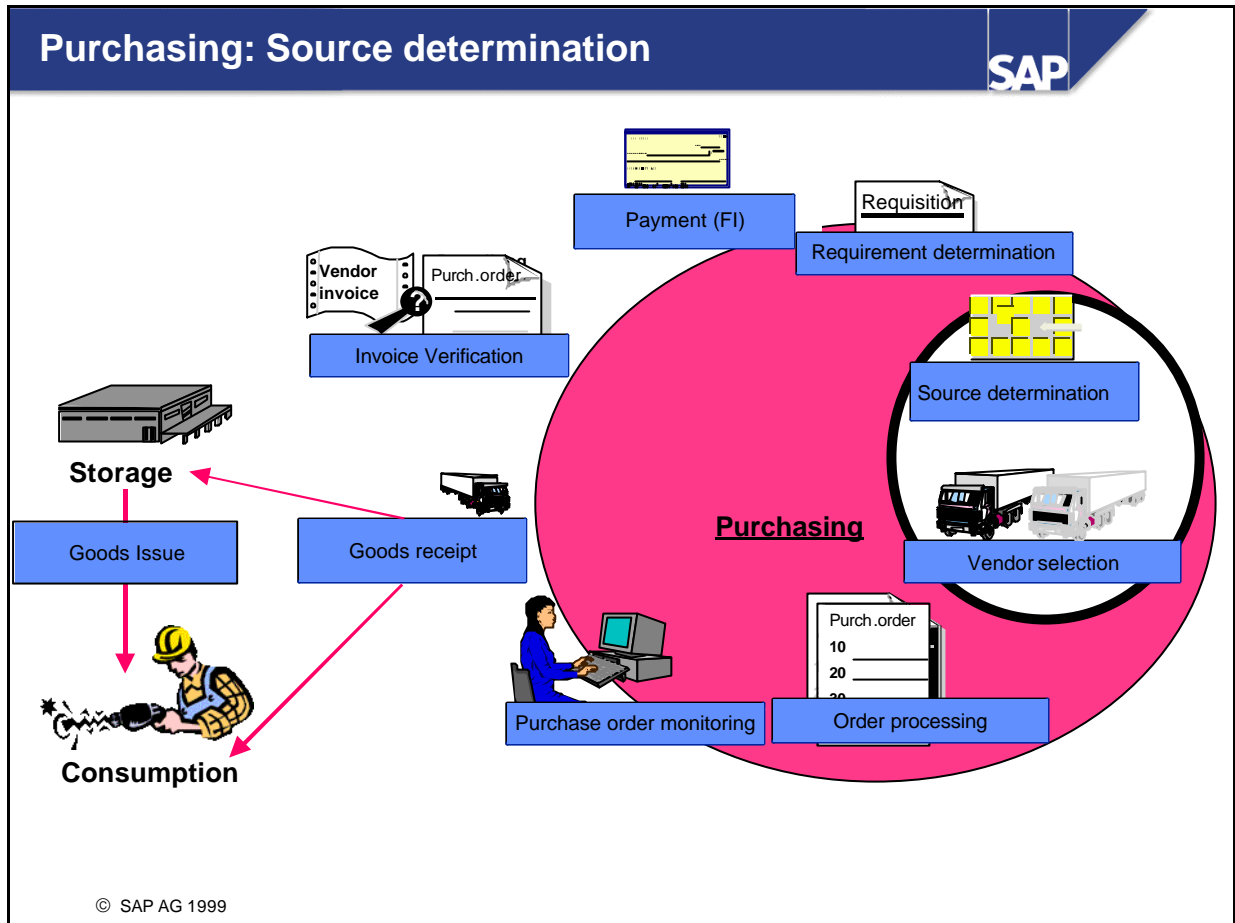 Purchasing: Source determination
SAP
Payment (FI)
Requisition
Requirement determination
Vendor
invoice
Purch.order
Invoice Verification
Source determination
Storage
Purchasing
Goods Issue
Goods receipt
Vendor selection
Purch.order
10
20
30
Purchase order monitoring
Order processing
Consumption
© SAP AG 1999